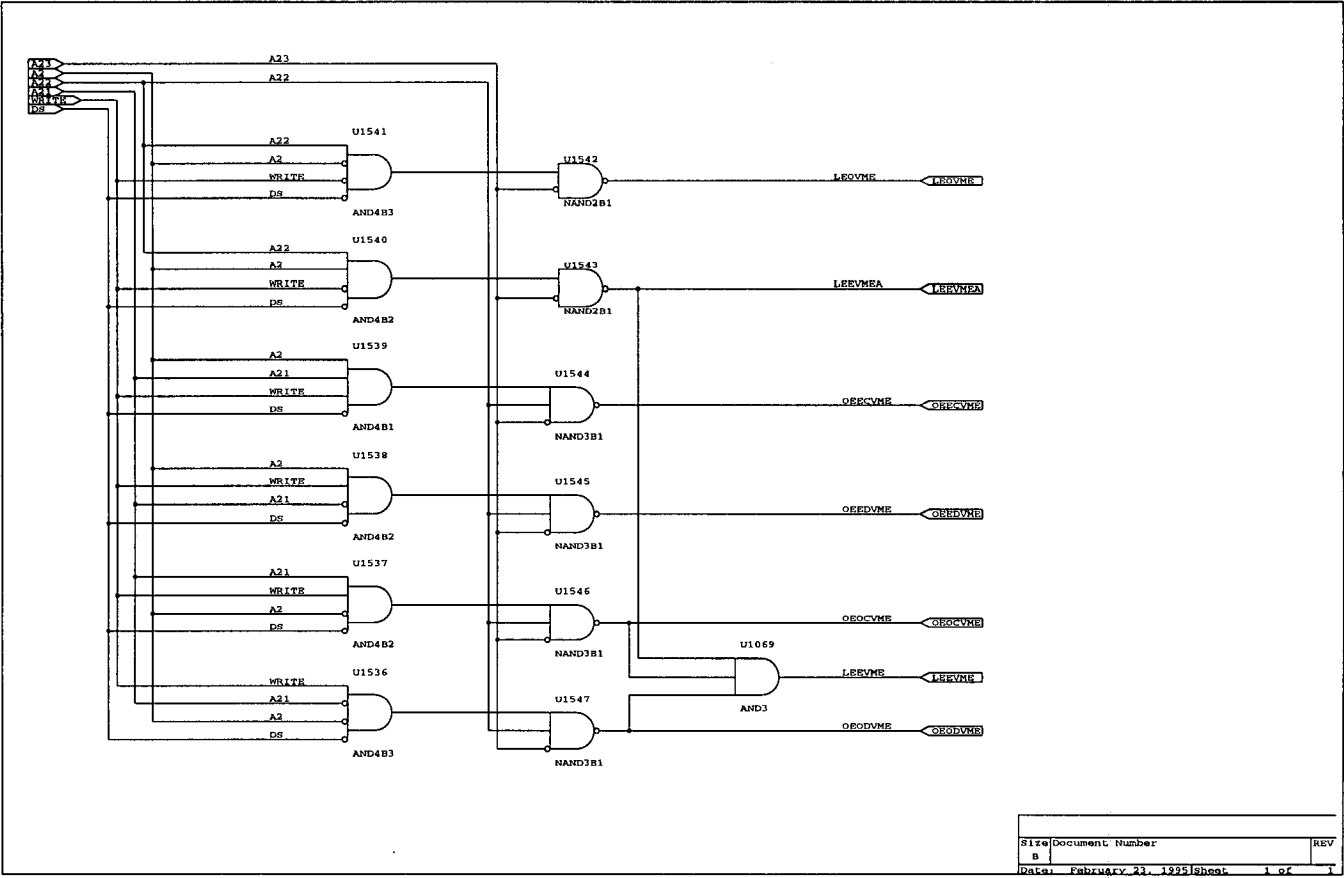 A23
A23
A2
A22
A22
A21
WRITE
DS
U1541
A22
A2
WRITE
DS
AND4B3
U1542
NAND2B1
LEOVME
LEOVME
U1540
A22
A2
WRITE
DS
AND4B2
U1543
NAND2B1
LEEVMEA
LEEVMEA
U1539
A2
A21
WRITE
DS
AND4B1
U1544
NAND3B1
OEECVME
OEECVME
U1538
A2
WRITE
A21
DS
AND4B2
U1545
NAND3B1
OEEDVME
OEEDVME
U1537
A21
WRITE
A2
DS
AND4B2
U1546
NAND3B1
OEOCVME
OEOCVME
U1069
AND3
LEEVME
LEEVME
U1536
WRITE
A21
A2
DS
AND4B3
U1547
NAND3B1
OEODVME
OEODVME
Size Document Number REV
B
Date: February 23, 1995 Sheet 1 of 1